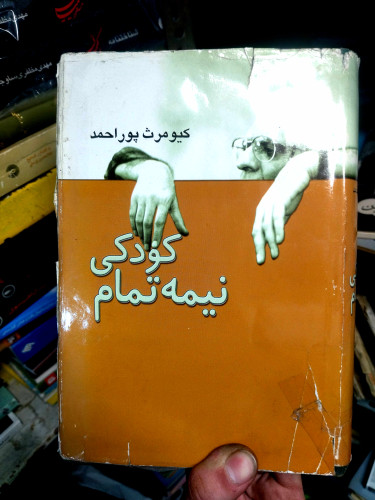 کیومرث پوراحمد
کودکی
نیمه تمام